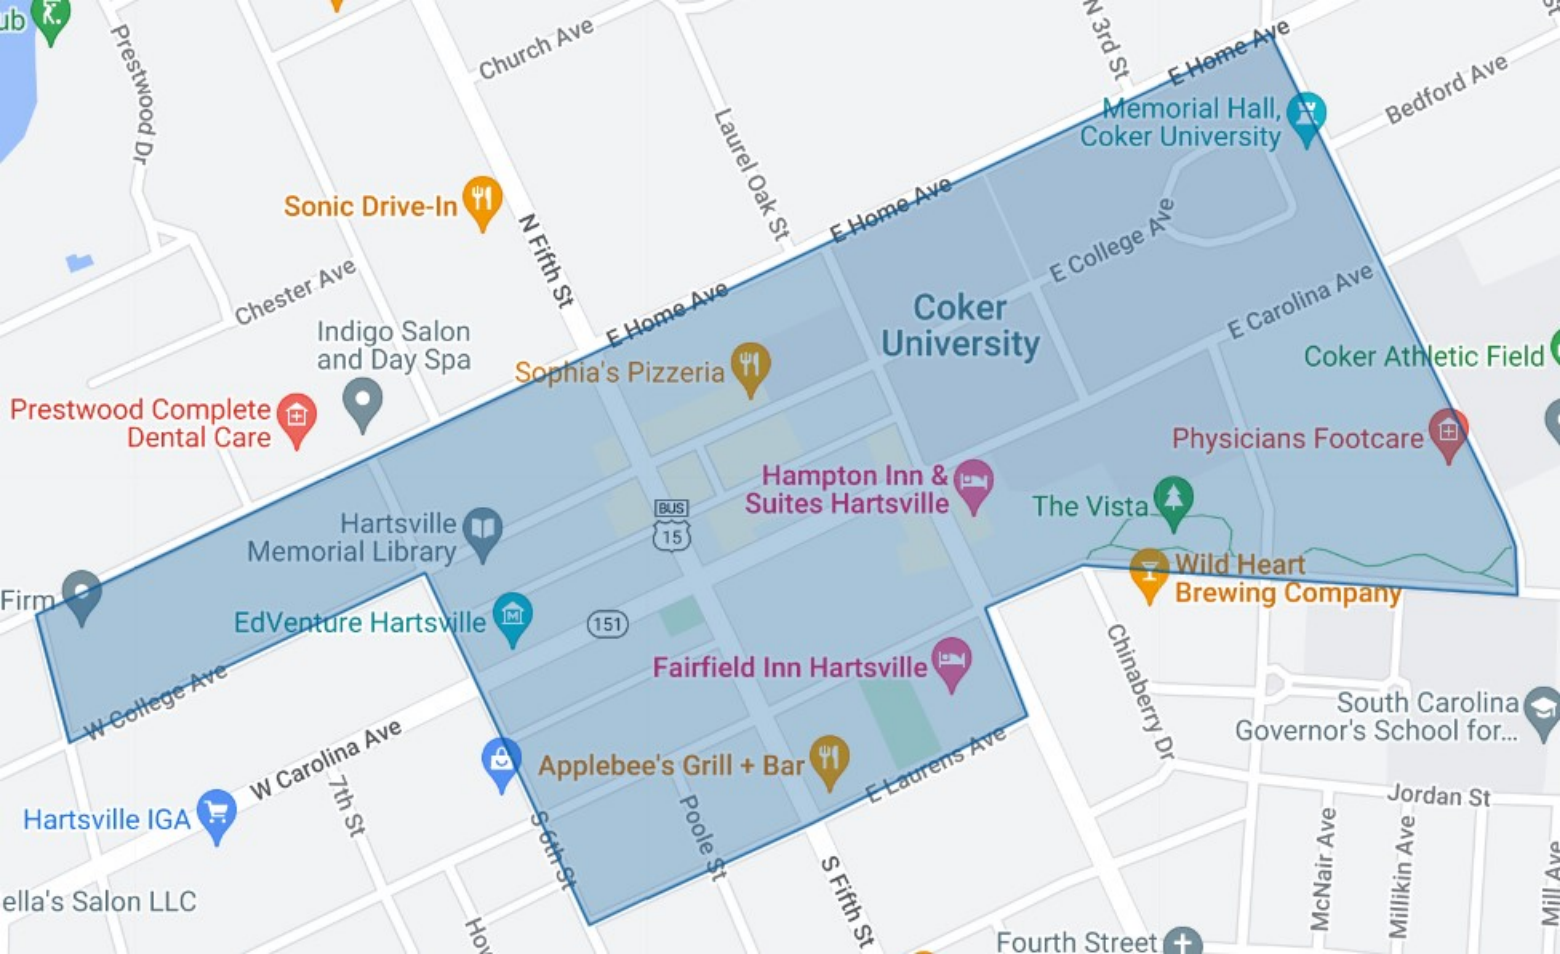 ub
Prestwood Dr
Church Ave
N 3rd St
E Home Ave
St
Bedford Ave
Memorial Hall,
Coker University
Laurel Oak St
Sonic Drive-In
N Fifth St
E Home Ave
E College Ave
Chester Ave
E Home Ave
E Carolina Ave
Coker
University
Indigo Salon
and Day Spa
Sophia's Pizzeria
Coker Athletic Field
Prestwood Complete
Dental Care
Physicians Footcare
Hampton Inn &
Suites Hartsville
The Vista
BUS
15
Hartsville
Memorial Library
Wild Heart
Brewing Company
Firm
EdVenture Hartsville
151
Fairfield Inn Hartsville
Chinaberry Dr
W College Ave
South Carolina
Governor's School for...
W Carolina Ave
Applebee's Grill + Bar
E Laurens Ave
7th St
Hartsville IGA
S 6th St
Poole St
Jordan St
McNair Ave
Millikin Ave
Mill Ave
S Fifth St
ella's Salon LLC
How
Fourth Street